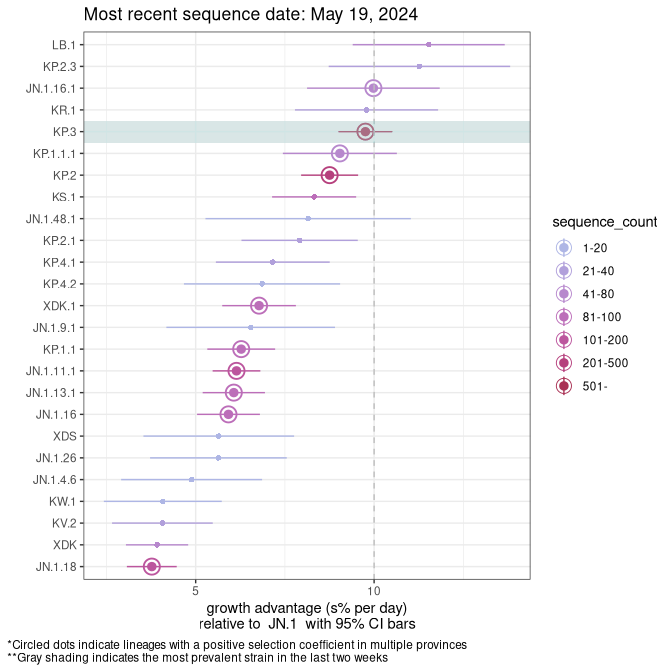 Most recent sequence date: May 19, 2024
LB.1
KP.2.3
JN.1.16.1
KR.1
KP.3
KP.1.1.1
KP.2
KS.1
JN.1.48.1
KP.2.1
KP.4.1
KP.4.2
XDK.1
JN.1.9.1
KP.1.1
JN.1.11.1
JN.1.13.1
JN.1.16
XDS
JN.1.26
JN.1.4.6
KW.1
KV.2
XDK
JN.1.18
5 10
growth advantage (s% per day)
relative to JN.1 with 95% CI bars
sequence_count
1-20
21-40
41-80
81-100
101-200
201-500
501-
*Circled dots indicate lineages with a positive selection coefficient in multiple provinces
**Gray shading indicates the most prevalent strain in the last two weeks